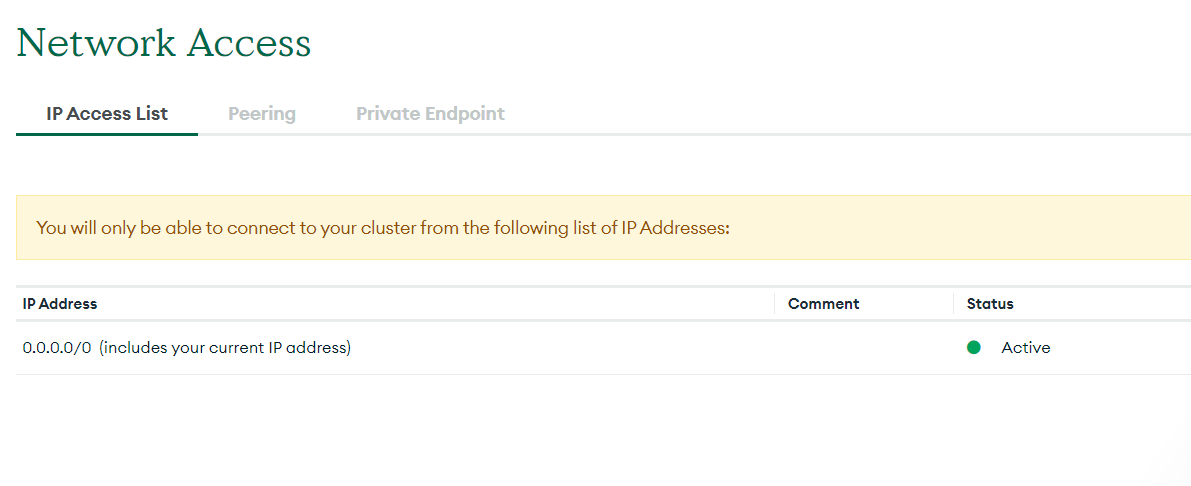 Network Access
IP Access List Peering Private Endpoint
You will only be able to connect to your cluster from the following list of IP Addresses:
IP Address Comment Status
0.0.0.0/0 (includes your current IP address) Active